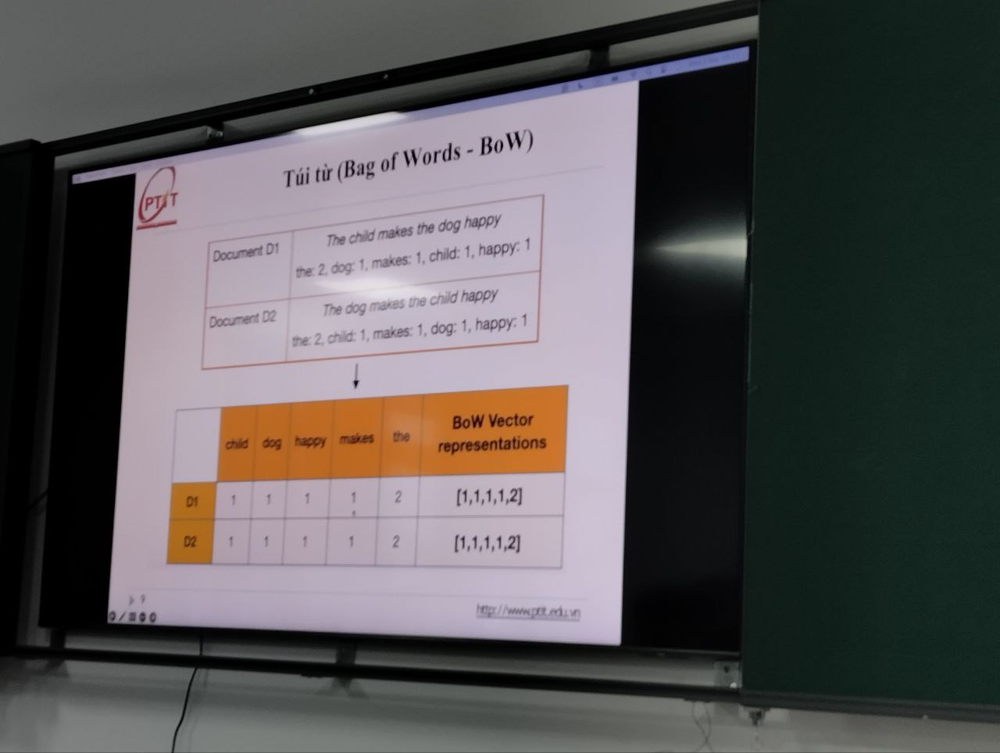 Túi từ (Bag of Words - BoW)
PTIT
Document D1
The child makes the dog happy
the: 2, dog: 1, makes: 1, child: 1, happy: 1
Document D2
The dog makes the child happy
the: 2, child: 1, makes: 1, dog: 1, happy: 1
child dog happy makes the BoW Vector
representations
D1 1 1 1 1 2 [1,1,1,1,2]
D2 1 1 1 1 2 [1,1,1,1,2]
9
http://www.ptit.edu.vn